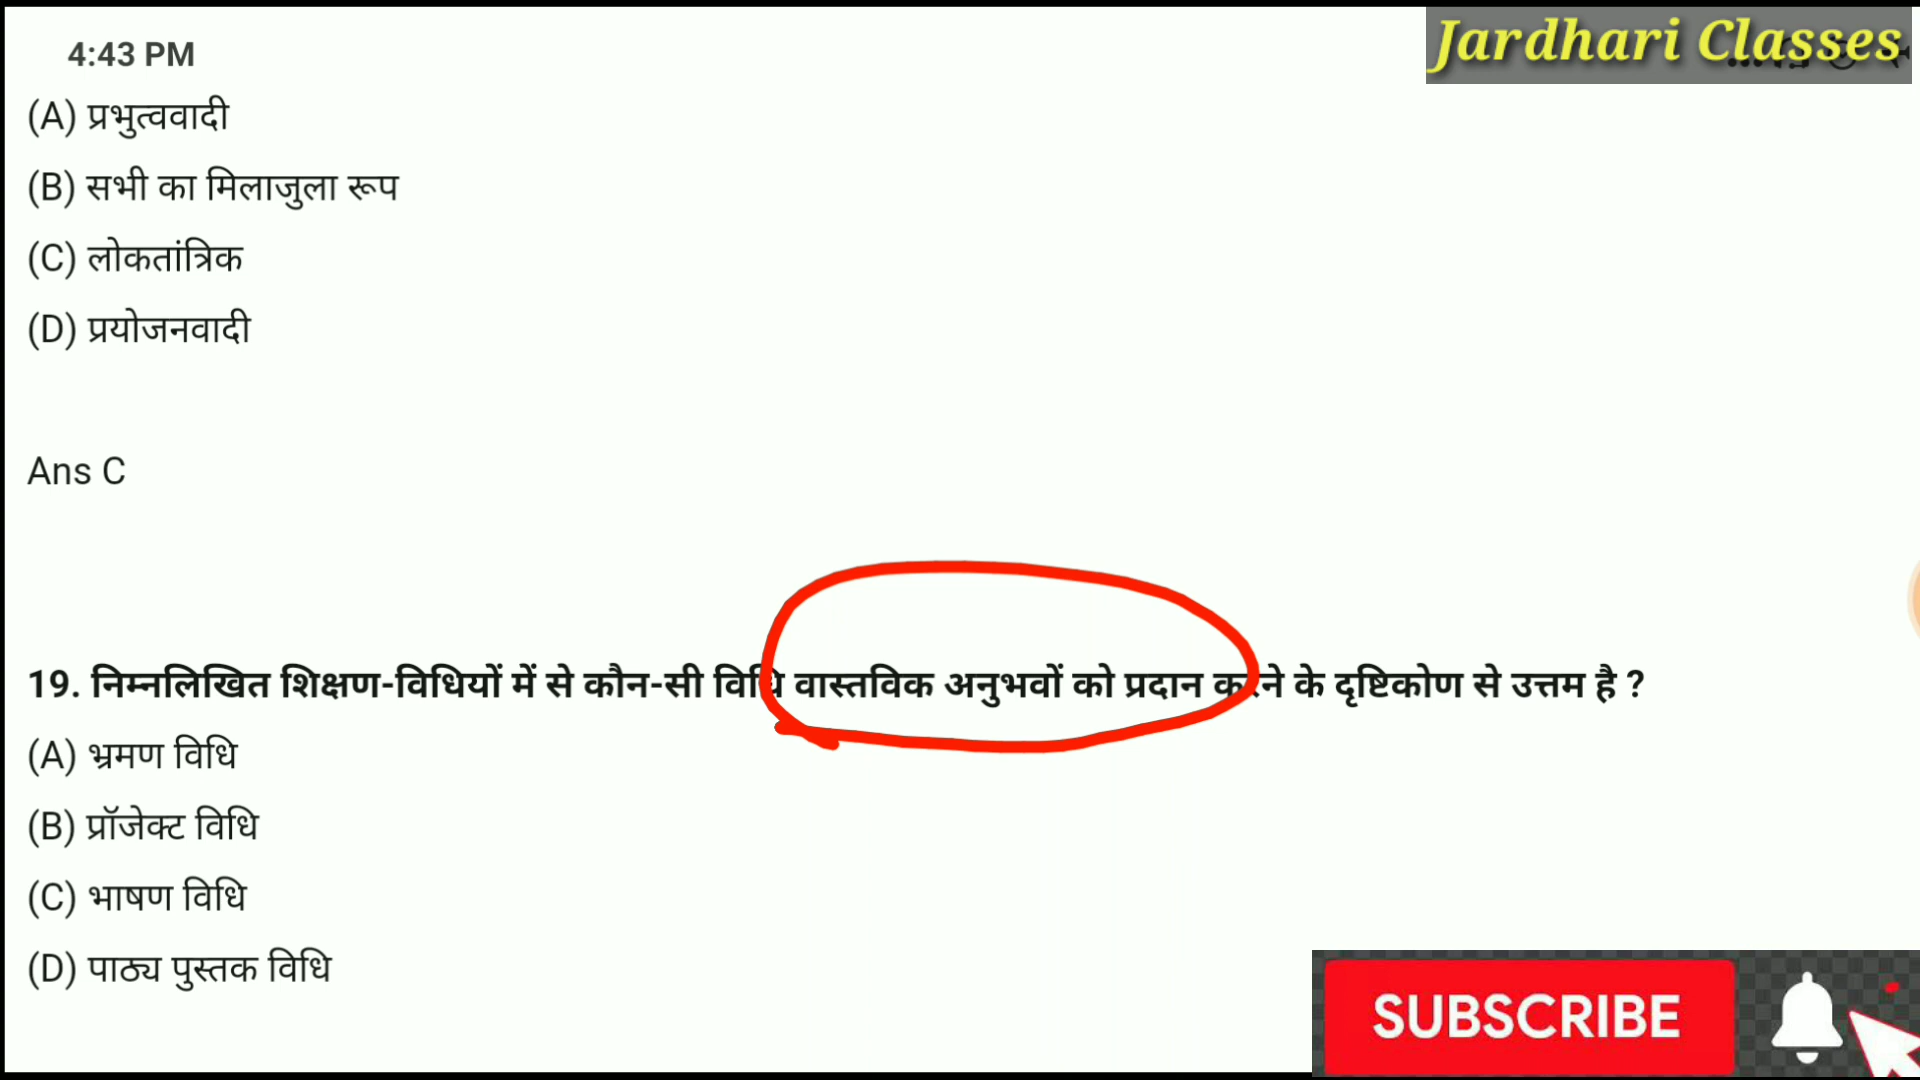 4:43 PM
Jardhari Classes
(A) प्रभुत्ववादी
(B) सभी का मिलाजुला रूप
(C) लोकतांत्रिक
(D) प्रयोजनवादी
Ans C
19. निम्नलिखित शिक्षण-विधियों में से कौन-सी विधि वास्तविक अनुभवों को प्रदान करने के दृष्टिकोण से उत्तम है ?
(A) भ्रमण विधि
(B) प्रॉजेक्ट विधि
(C) भाषण विधि
(D) पाठ्य पुस्तक विधि
SUBSCRIBE